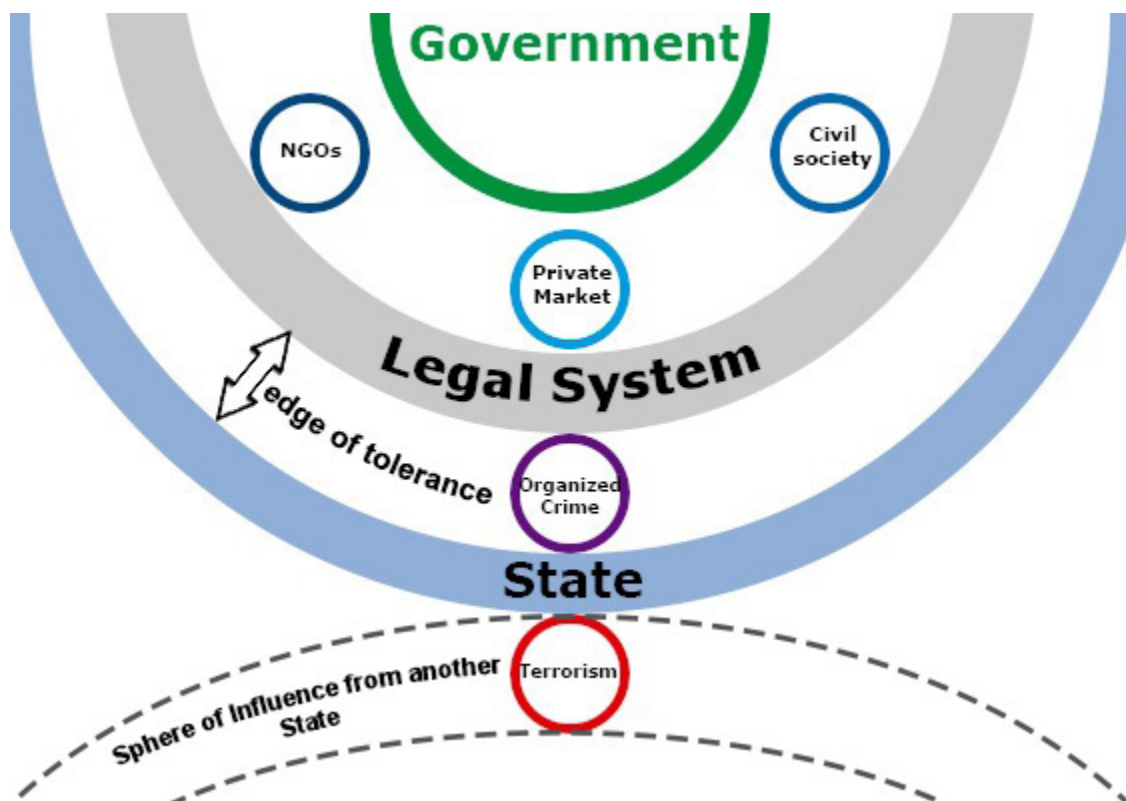 Government
NGOs
Civil
society
Private
Market
Legal System
edge of tolerance
Organized
Crime
State
Terrorism
Sphere of Influence from another
State